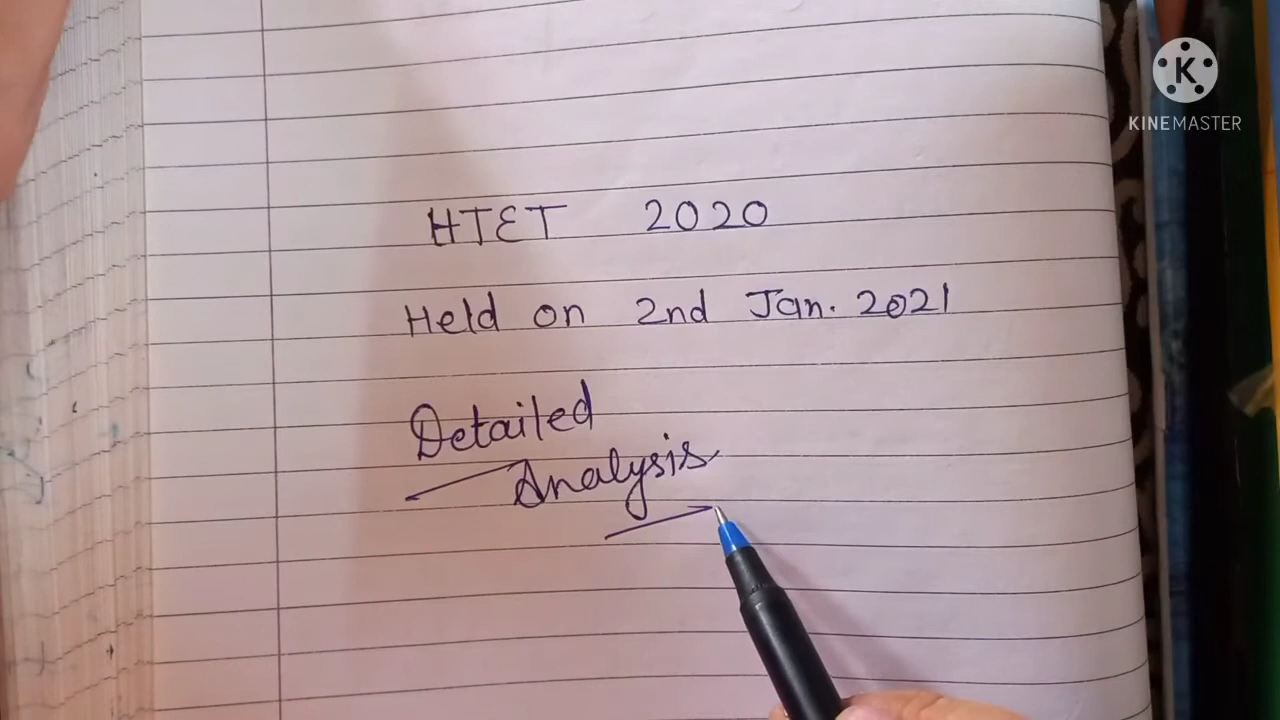 K
KINEMASTER
HTET 2020
Held on 2nd Jan. 2021
Detailed
Analysis